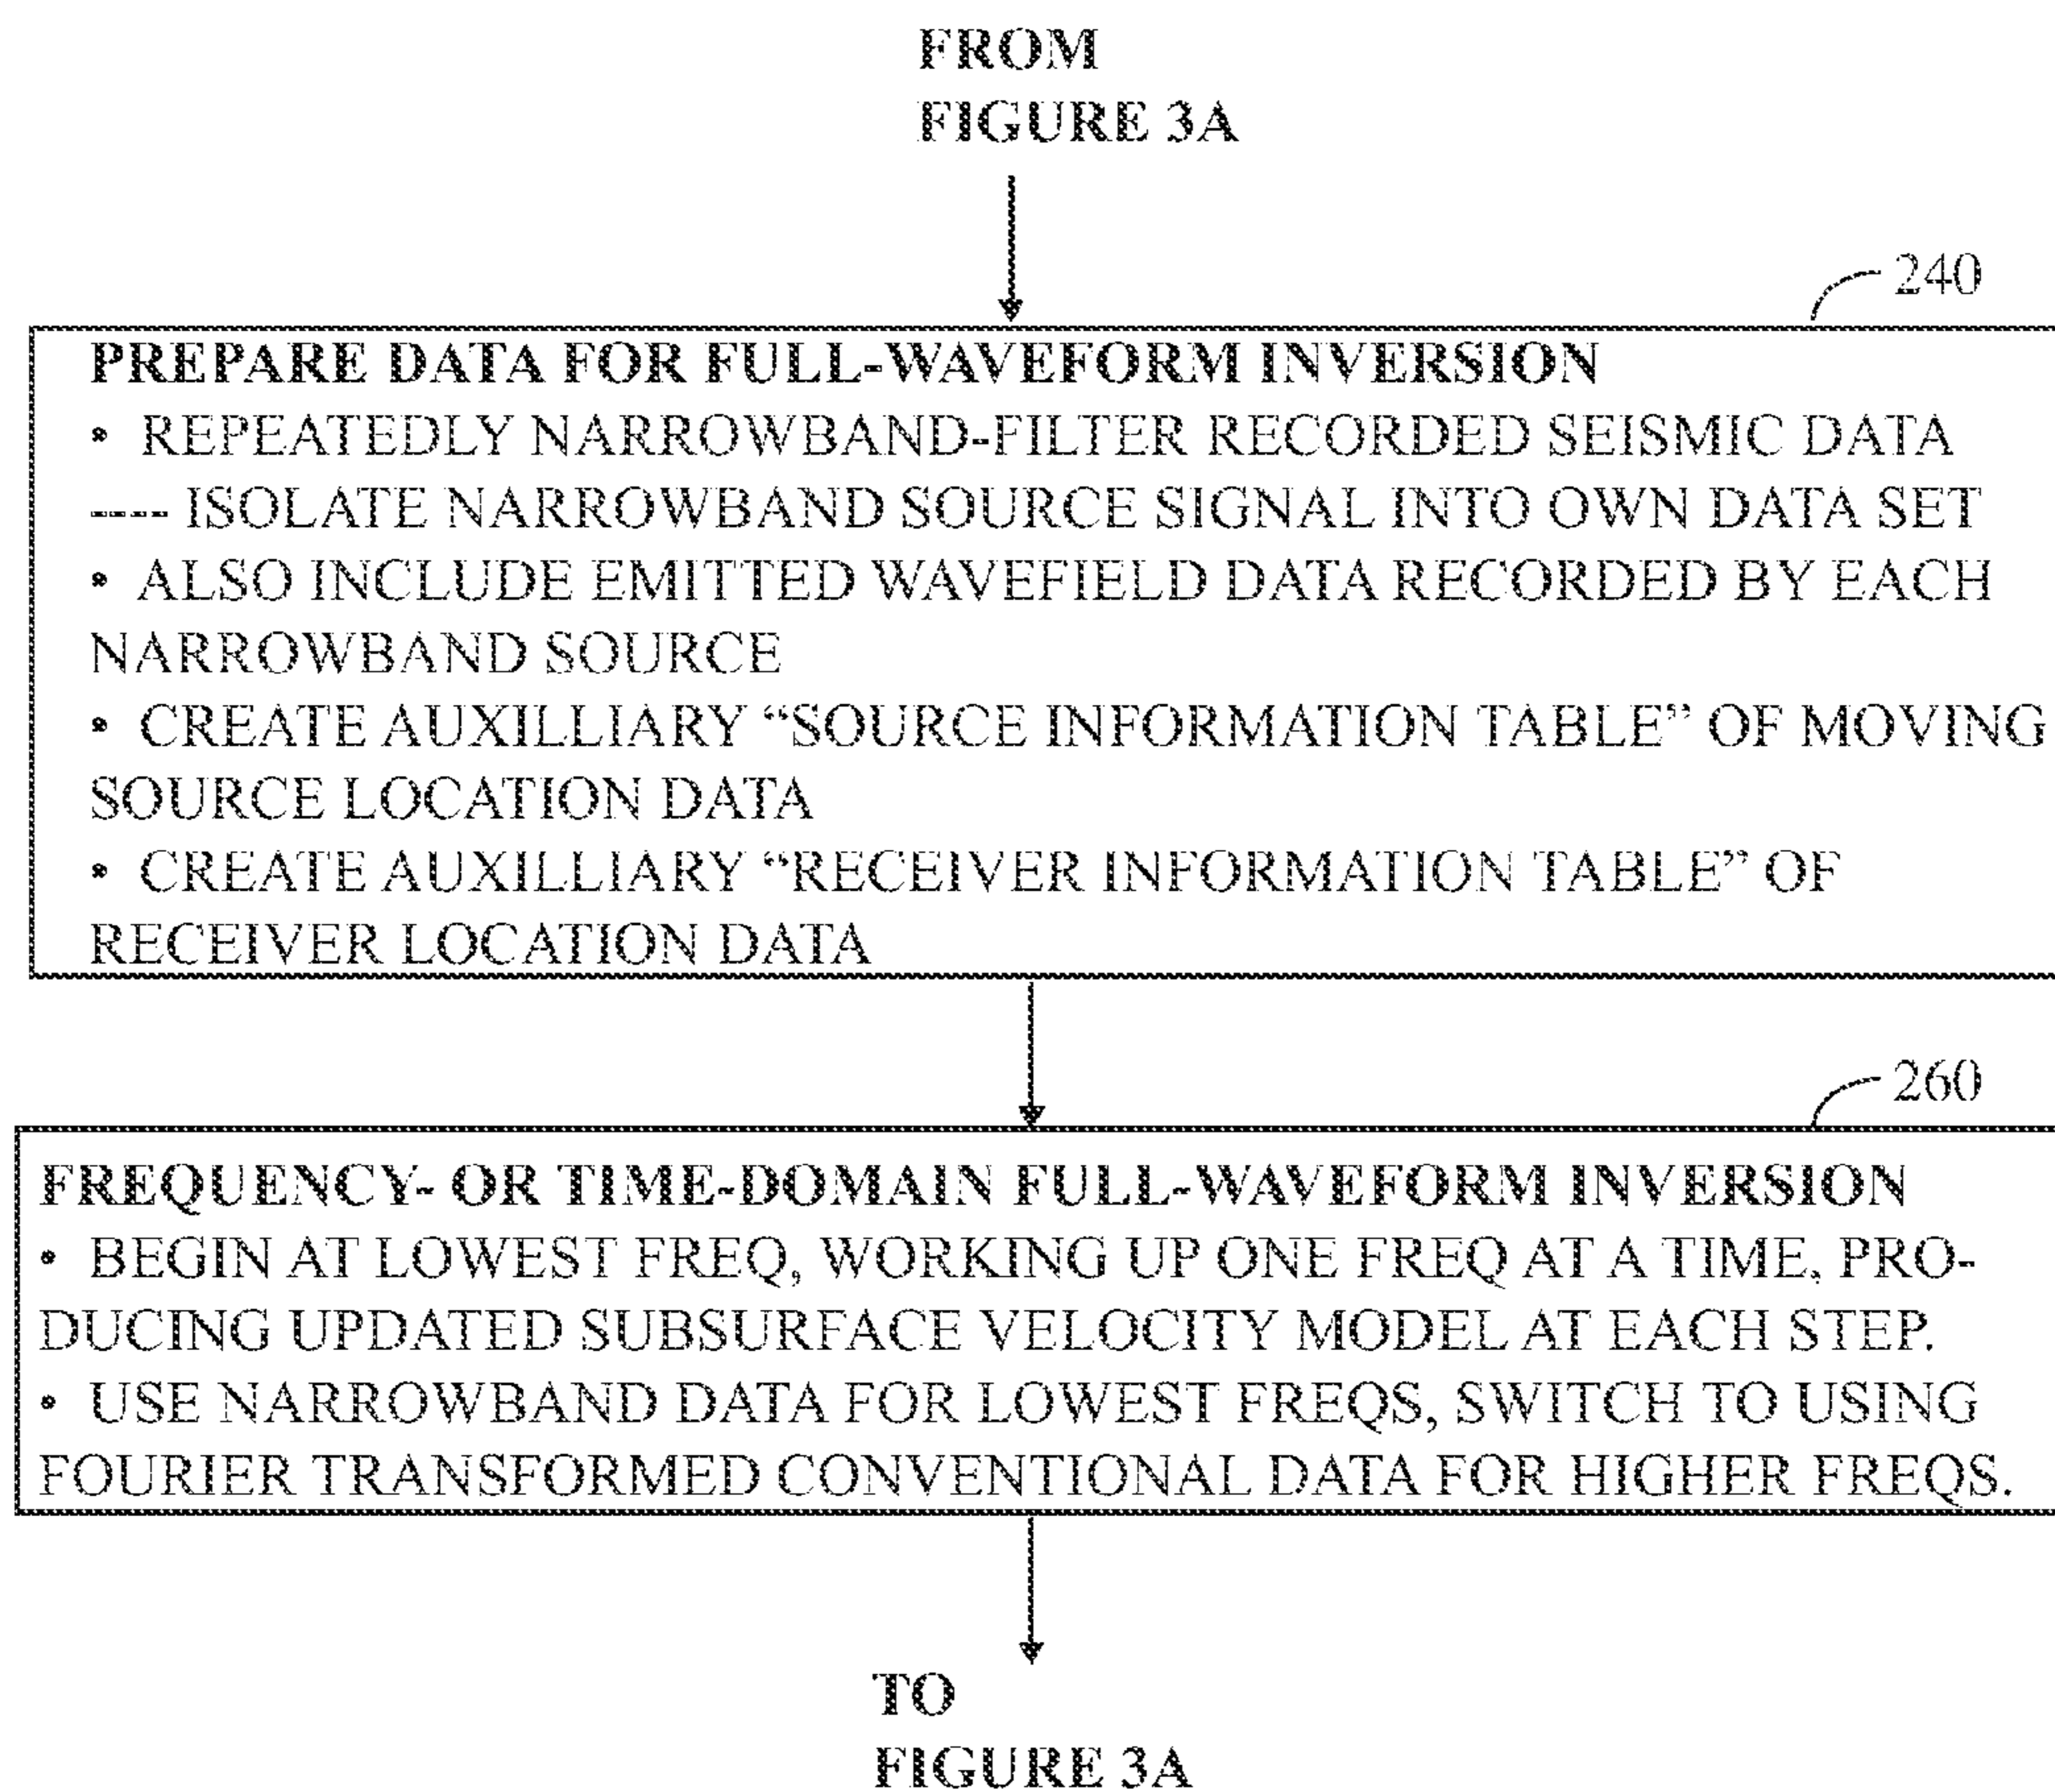 FROM
FIGURE 3A
240
PREPARE DATA FOR FULL-WAVEFORM INVERSION
• REPEATEDLY NARROWBAND-FILTER RECORDED SEISMIC DATA
---- ISOLATE NARROWBAND SOURCE SIGNAL INTO OWN DATA SET
• ALSO INCLUDE EMITTED WAVEFIELD DATA RECORDED BY EACH
NARROWBAND SOURCE
• CREATE AUXILLIARY “SOURCE INFORMATION TABLE” OF MOVING
SOURCE LOCATION DATA
• CREATE AUXILLIARY “RECEIVER INFORMATION TABLE” OF
RECEIVER LOCATION DATA
260
FREQUENCY- OR TIME-DOMAIN FULL-WAVEFORM INVERSION
• BEGIN AT LOWEST FREQ, WORKING UP ONE FREQ AT A TIME, PRO-
DUCING UPDATED SUBSURFACE VELOCITY MODEL AT EACH STEP.
• USE NARROWBAND DATA FOR LOWEST FREQS, SWITCH TO USING
FOURIER TRANSFORMED CONVENTIONAL DATA FOR HIGHER FREQS.
TO
FIGURE 3A